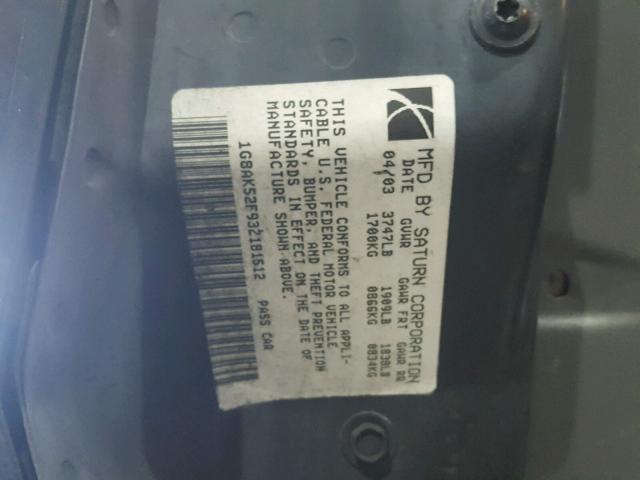 MFD BY SATURN CORPORATION
DATE GVWR GAWR FRT GAWR RR
04/03 3747LB 1909LB 1838LB
1700KG 0866KG 0834KG
THIS VEHICLE CONFORMS TO ALL APPLI-
CABLE U.S. FEDERAL MOTOR VEHICLE
SAFETY, BUMPER, AND THEFT PREVENTION
STANDARDS IN EFFECT ON THE DATE OF
MANUFACTURE SHOWN ABOVE.
1G8AK52F93Z181512 PASS CAR